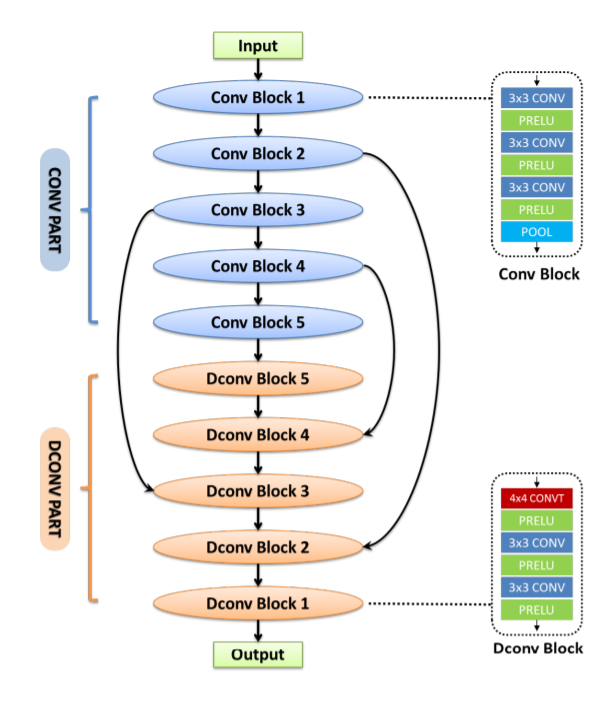 Input
Conv Block 1
Conv Block 2
Conv Block 3
Conv Block 4
Conv Block 5
Dconv Block 5
Dconv Block 4
Dconv Block 3
Dconv Block 2
Dconv Block 1
Output
CONV PART
DCONV PART
3x3 CONV
PRELU
3x3 CONV
PRELU
3x3 CONV
PRELU
POOL
Conv Block
4x4 CONVT
PRELU
3x3 CONV
PRELU
3x3 CONV
PRELU
Dconv Block